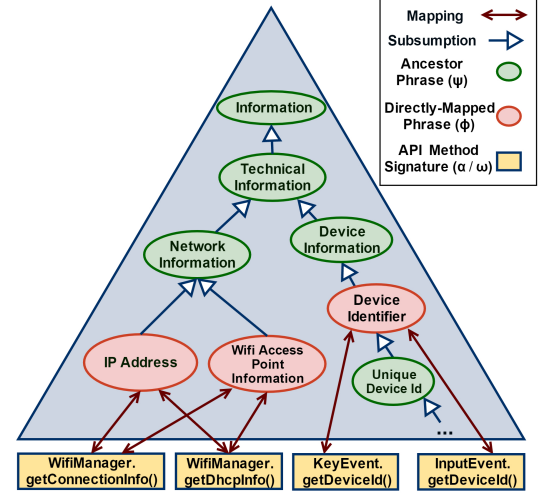 Mapping
Subsumption
Ancestor
Phrase (ψ)
Directly-Mapped
Phrase (ϕ)
API Method
Signature (α / ω)
Information
Technical
Information
Network
Information
Device
Information
Device
Identifier
IP Address
Wifi Access
Point
Information
Unique
Device Id
...
WifiManager.
getConnectionInfo()
WifiManager.
getDhcpInfo()
KeyEvent.
getDeviceId()
InputEvent.
getDeviceId()